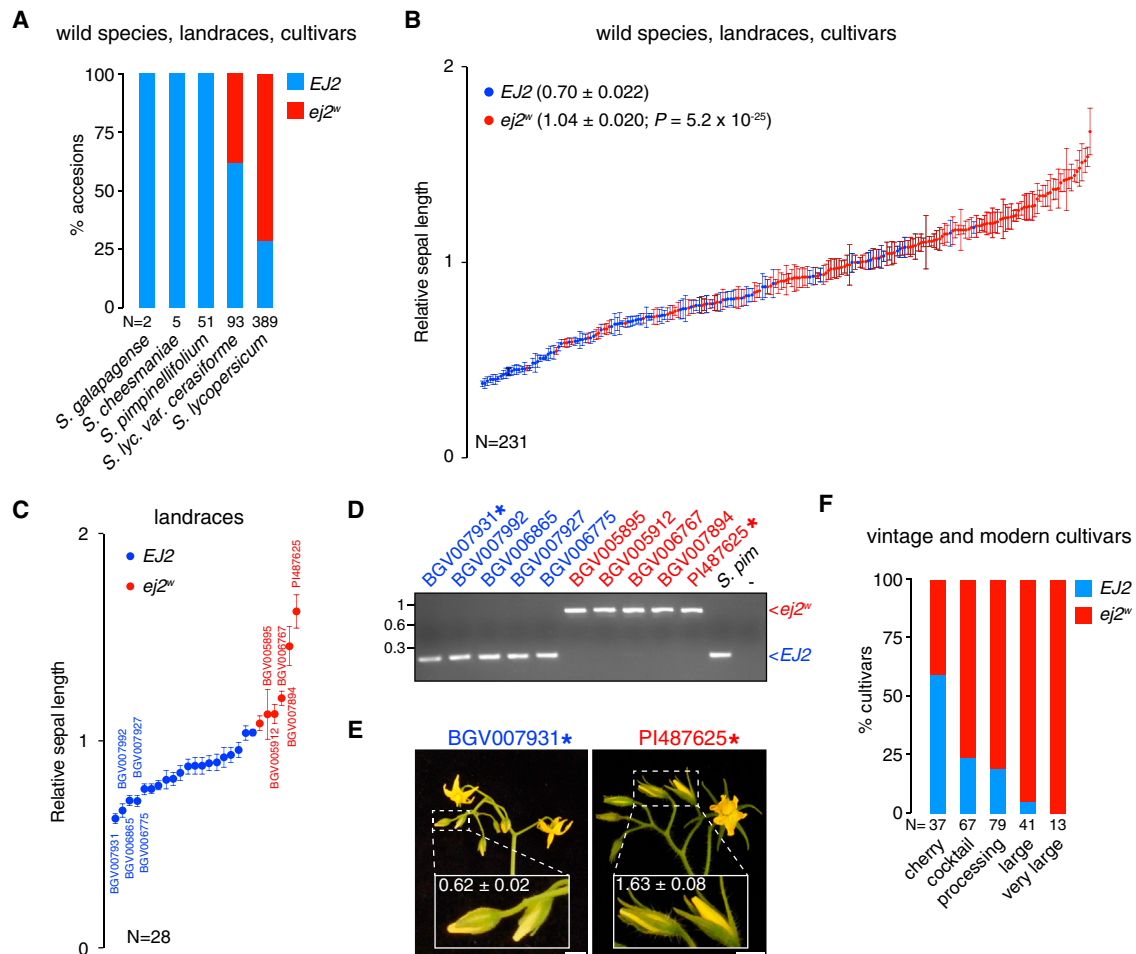 A
wild species, landraces, cultivars
100
75
50
25
0
% accesions
EJ2
ej2ʷ
N=2 5 51 93 389
S. galapagense
S. cheesmaniae
S. pimpinellifolium
S. lyc. var. cerasiforme
S. lycopersicum
B
wild species, landraces, cultivars
2
1
0
Relative sepal length
EJ2 (0.70 ± 0.022)
ej2ʷ (1.04 ± 0.020; P = 5.2 x 10⁻²⁵)
N=231
C
landraces
2
1
0
Relative sepal length
EJ2
ej2ʷ
BGV007931
BGV007992
BGV006865
BGV007927
BGV006775
BGV005895
BGV005912
BGV006767
BGV007894
PI487625
N=28
D
BGV007931*
BGV007992
BGV006865
BGV007927
BGV006775
BGV005895
BGV005912
BGV006767
BGV007894
PI487625*
S. pim
-
1
0.6
0.3
<ej2ʷ
<EJ2
E
BGV007931*
PI487625*
0.62 ± 0.02
1.63 ± 0.08
F
vintage and modern cultivars
100
75
50
25
0
% cultivars
EJ2
ej2ʷ
N= 37 67 79 41 13
cherry
cocktail
processing
large
very large